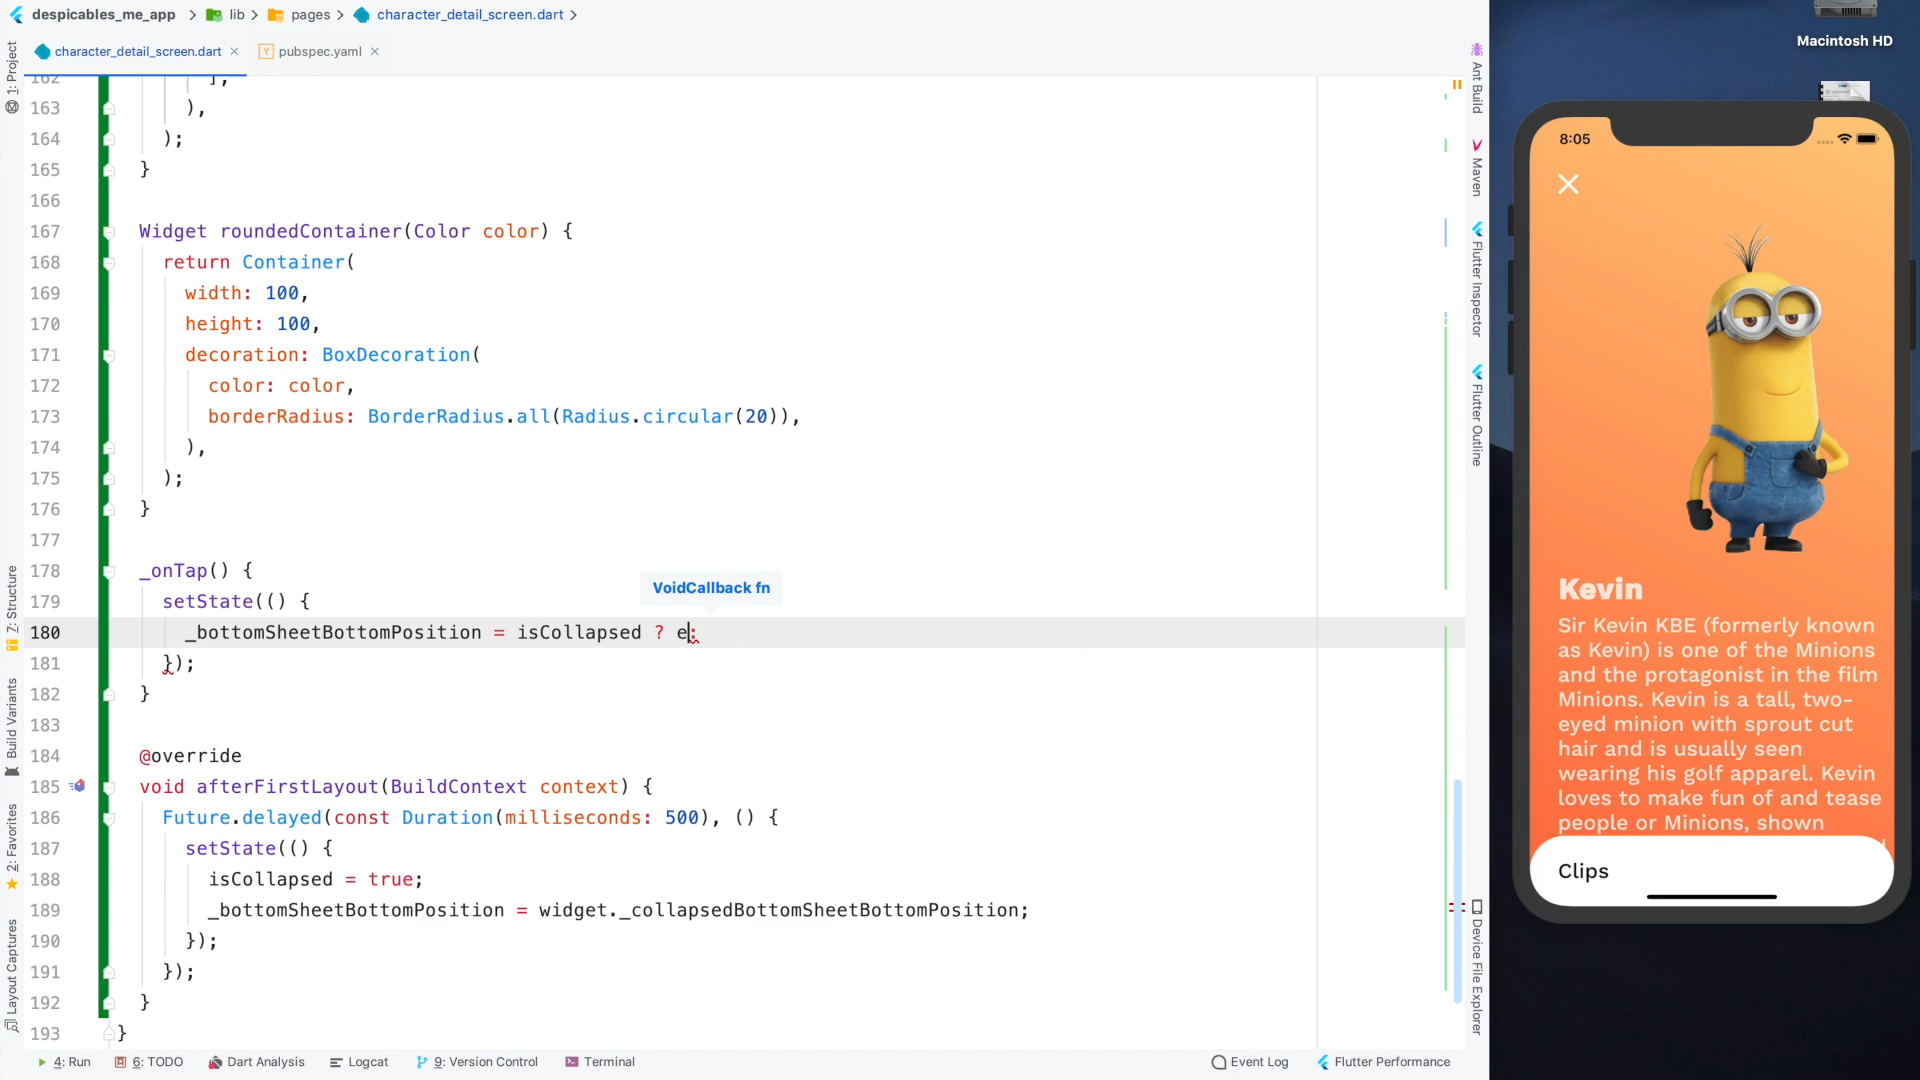 despicables_me_app > lib > pages > character_detail_screen.dart >
character_detail_screen.dart × pubspec.yaml ×
162 ],
163 ),
164 );
165 }
166
167 Widget roundedContainer(Color color) {
168 return Container(
169 width: 100,
170 height: 100,
171 decoration: BoxDecoration(
172 color: color,
173 borderRadius: BorderRadius.all(Radius.circular(20)),
174 ),
175 );
176 }
177
178 _onTap() {
VoidCallback fn
179 setState(() {
180 _bottomSheetBottomPosition = isCollapsed ? e;
181 });
182 }
183
184 @override
185 void afterFirstLayout(BuildContext context) {
186 Future.delayed(const Duration(milliseconds: 500), () {
187 setState(() {
188 isCollapsed = true;
189 _bottomSheetBottomPosition = widget._collapsedBottomSheetBottomPosition;
190 });
191 });
192 }
193 }
1: Project
7: Structure
Build Variants
2: Favorites
Layout Captures
Ant Build
Maven
Flutter Inspector
Flutter Outline
Device File Explorer
4: Run 6: TODO Dart Analysis Logcat 9: Version Control Terminal Event Log Flutter Performance
Macintosh HD
8:05
Kevin
Sir Kevin KBE (formerly known
as Kevin) is one of the Minions
and the protagonist in the film
Minions. Kevin is a tall, two-
eyed minion with sprout cut
hair and is usually seen
wearing his golf apparel. Kevin
loves to make fun of and tease
people or Minions, shown
Clips